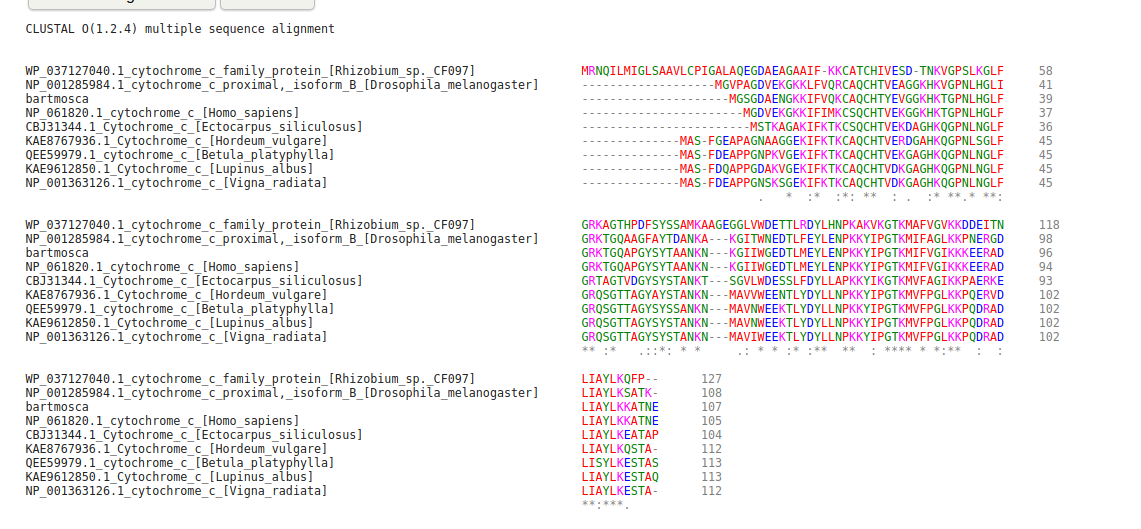 CLUSTAL O(1.2.4) multiple sequence alignment
WP_037127040.1_cytochrome_c_family_protein_[Rhizobium_sp._CF097] MRNQILMIGLSAAVLCPIGALAQEGDAEAGAAIF-KKCATCHIVESD-TNKVGPSLKGLF 58
NP_001285984.1_cytochrome_c_proximal,_isoform_B_[Drosophila_melanogaster] -------------------MGVPAGDVEKGKKLFVQRCAQCHTVEAGGKHKVGPNLHGLI 41
bartmosca ---------------------MGSGDAENGKKIFVQKCAQCHTYEVGGKHKTGPNLHGLF 39
NP_061820.1_cytochrome_c_[Homo_sapiens] -----------------------MGDVEKGKKIFIMKCSQCHTVEKGGKHKTGPNLHGLF 37
CBJ31344.1_Cytochrome_c_[Ectocarpus_siliculosus] ------------------------MSTKAGAKIFKTKCSQCHTVEKDAGHKQGPNLNGLF 36
KAE8767936.1_Cytochrome_c_[Hordeum_vulgare] --------------MAS-FGEAPAGNAAGGEKIFKTKCAQCHTVERDGAHKQGPNLSGLF 45
QEE59979.1_cytochrome_c_[Betula_platyphylla] --------------MAS-FDEAPPGNPKVGEKIFKTKCAQCHTVEKGAGHKQGPNLNGLF 45
KAE9612850.1_Cytochrome_c_[Lupinus_albus] --------------MAS-FDQAPPGDAKVGEKIFKTKCAQCHTVEKGAGHKQGPNLNGLF 45
NP_001363126.1_cytochrome_c_[Vigna_radiata] --------------MAS-FDEAPPGNSKSGEKIFKTKCAQCHTVDKGAGHKQGPNLNGLF 45
. * :* :*: ** : . :* **.* **:
WP_037127040.1_cytochrome_c_family_protein_[Rhizobium_sp._CF097] GRKAGTHPDFSYSSAMKAAGEGGLVWDETTLRDYLHNPKAKVKGTKMAFVGVKKDDEITN 118
NP_001285984.1_cytochrome_c_proximal,_isoform_B_[Drosophila_melanogaster] GRKTGQAAGFAYTDANKA---KGITWNEDTLFEYLENPKKYIPGTKMIFAGLKKPNERGD 98
bartmosca GRKTGQAPGYSYTAANKN---KGIIWGEDTLMEYLENPKKYIPGTKMIFVGIKKKEERAD 96
NP_061820.1_cytochrome_c_[Homo_sapiens] GRKTGQAPGYSYTAANKN---KGIIWGEDTLMEYLENPKKYIPGTKMIFVGIKKKEERAD 94
CBJ31344.1_Cytochrome_c_[Ectocarpus_siliculosus] GRTAGTVDGYSYSTANKT---SGVLWDESSLFDYLLAPKKYIKGTKMVFAGIKKPAERKE 93
KAE8767936.1_Cytochrome_c_[Hordeum_vulgare] GRQSGTTAGYAYSTANKN---MAVVWEENTLYDYLLNPKKYIPGTKMVFPGLKKPQERVD 102
QEE59979.1_cytochrome_c_[Betula_platyphylla] GRQSGTTAGYSYSSANKN---MAVNWEEKTLYDYLLNPKKYIPGTKMVFPGLKKPQDRAD 102
KAE9612850.1_Cytochrome_c_[Lupinus_albus] GRQSGTTAGYSYSSANKN---MAVNWEEKTLYDYLLNPKKYIPGTKMVFPGLKKPQDRAD 102
NP_001363126.1_cytochrome_c_[Vigna_radiata] GRQSGTTAGYSYSTANKN---MAVIWEEKTLYDYLLNPKKYIPGTKMVFPGLKKPQDRAD 102
** :* .::*: * * .: * * :* :** ** : **** * *:** : :
WP_037127040.1_cytochrome_c_family_protein_[Rhizobium_sp._CF097] LIAYLKQFP-- 127
NP_001285984.1_cytochrome_c_proximal,_isoform_B_[Drosophila_melanogaster] LIAYLKSATK- 108
bartmosca LIAYLKKATNE 107
NP_061820.1_cytochrome_c_[Homo_sapiens] LIAYLKKATNE 105
CBJ31344.1_Cytochrome_c_[Ectocarpus_siliculosus] LIAYLKEATAP 104
KAE8767936.1_Cytochrome_c_[Hordeum_vulgare] LIAYLKQSTA- 112
QEE59979.1_cytochrome_c_[Betula_platyphylla] LISYLKESTAS 113
KAE9612850.1_Cytochrome_c_[Lupinus_albus] LIAYLKESTAQ 113
NP_001363126.1_cytochrome_c_[Vigna_radiata] LIAYLKESTA- 112
**:***.